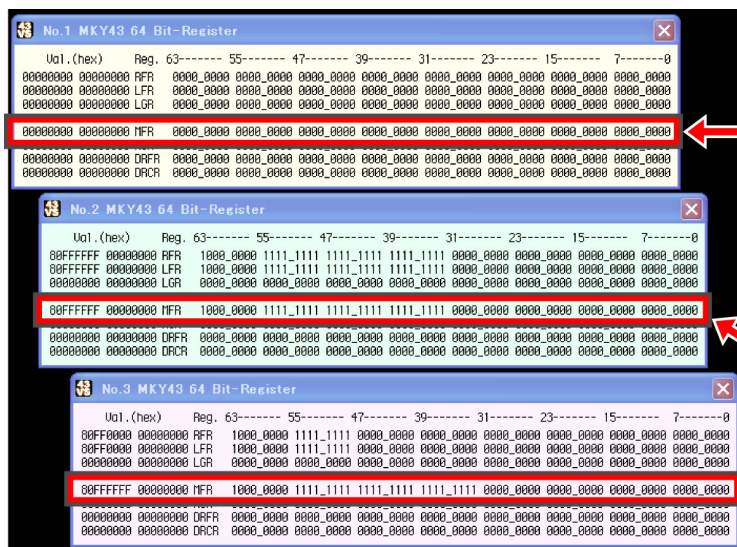 No.1 MKY43 64 Bit-Register
Val.(hex) Reg. 63------- 55------- 47------- 39------- 31------- 23------- 15------- 7-------0
00000000 00000000 RFR 0000_0000 0000_0000 0000_0000 0000_0000 0000_0000 0000_0000 0000_0000 0000_0000
00000000 00000000 LFR 0000_0000 0000_0000 0000_0000 0000_0000 0000_0000 0000_0000 0000_0000 0000_0000
00000000 00000000 LGR 0000_0000 0000_0000 0000_0000 0000_0000 0000_0000 0000_0000 0000_0000 0000_0000
00000000 00000000 MFR 0000_0000 0000_0000 0000_0000 0000_0000 0000_0000 0000_0000 0000_0000 0000_0000
00000000 00000000 DRFR 0000_0000 0000_0000 0000_0000 0000_0000 0000_0000 0000_0000 0000_0000 0000_0000
00000000 00000000 DRCR 0000_0000 0000_0000 0000_0000 0000_0000 0000_0000 0000_0000 0000_0000 0000_0000
No.2 MKY43 64 Bit-Register
Val.(hex) Reg. 63------- 55------- 47------- 39------- 31------- 23------- 15------- 7-------0
80FFFFFF 00000000 RFR 1000_0000 1111_1111 1111_1111 1111_1111 0000_0000 0000_0000 0000_0000 0000_0000
80FFFFFF 00000000 LFR 1000_0000 1111_1111 1111_1111 1111_1111 0000_0000 0000_0000 0000_0000 0000_0000
00000000 00000000 LGR 0000_0000 0000_0000 0000_0000 0000_0000 0000_0000 0000_0000 0000_0000 0000_0000
80FFFFFF 00000000 MFR 1000_0000 1111_1111 1111_1111 1111_1111 0000_0000 0000_0000 0000_0000 0000_0000
00000000 00000000 DRFR 0000_0000 0000_0000 0000_0000 0000_0000 0000_0000 0000_0000 0000_0000 0000_0000
00000000 00000000 DRCR 0000_0000 0000_0000 0000_0000 0000_0000 0000_0000 0000_0000 0000_0000 0000_0000
No.3 MKY43 64 Bit-Register
Val.(hex) Reg. 63------- 55------- 47------- 39------- 31------- 23------- 15------- 7-------0
80FF0000 00000000 RFR 1000_0000 1111_1111 0000_0000 0000_0000 0000_0000 0000_0000 0000_0000 0000_0000
80FF0000 00000000 LFR 1000_0000 1111_1111 0000_0000 0000_0000 0000_0000 0000_0000 0000_0000 0000_0000
00000000 00000000 LGR 0000_0000 0000_0000 0000_0000 0000_0000 0000_0000 0000_0000 0000_0000 0000_0000
80FFFFFF 00000000 MFR 1000_0000 1111_1111 1111_1111 1111_1111 0000_0000 0000_0000 0000_0000 0000_0000
00000000 00000000 DRFR 0000_0000 0000_0000 0000_0000 0000_0000 0000_0000 0000_0000 0000_0000 0000_0000
00000000 00000000 DRCR 0000_0000 0000_0000 0000_0000 0000_0000 0000_0000 0000_0000 0000_0000 0000_0000